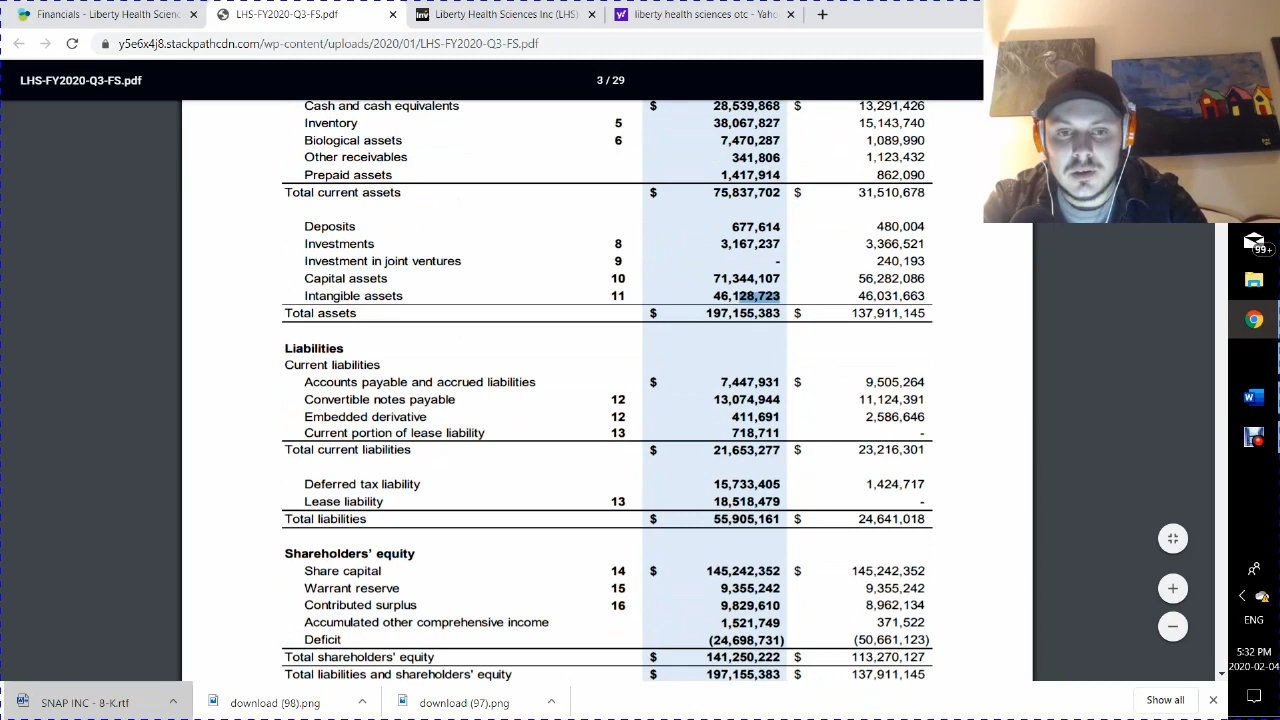 Financials - Liberty Health Scienc
LHS-FY2020-Q3-FS.pdf
Inv
Liberty Health Sciences Inc (LHS)
y!
liberty health sciences otc - Yaho
y5e6x4j8.stackpathcdn.com/wp-content/uploads/2020/01/LHS-FY2020-Q3-FS.pdf
LHS-FY2020-Q3-FS.pdf 3 / 29
Cash and cash equivalents $ 28,539,868 $ 13,291,426
Inventory 5 38,067,827 15,143,740
Biological assets 6 7,470,287 1,089,990
Other receivables 341,806 1,123,432
Prepaid assets 1,417,914 862,090
Total current assets $ 75,837,702 $ 31,510,678
Deposits 677,614 480,004
Investments 8 3,167,237 3,366,521
Investment in joint ventures 9 - 240,193
Capital assets 10 71,344,107 56,282,086
Intangible assets 11 46,128,723 46,031,663
Total assets $ 197,155,383 $ 137,911,145
Liabilities
Current liabilities
Accounts payable and accrued liabilities $ 7,447,931 $ 9,505,264
Convertible notes payable 12 13,074,944 11,124,391
Embedded derivative 12 411,691 2,586,646
Current portion of lease liability 13 718,711 -
Total current liabilities $ 21,653,277 $ 23,216,301
Deferred tax liability 15,733,405 1,424,717
Lease liability 13 18,518,479 -
Total liabilities $ 55,905,161 $ 24,641,018
Shareholders' equity
Share capital 14 $ 145,242,352 $ 145,242,352
Warrant reserve 15 9,355,242 9,355,242
Contributed surplus 16 9,829,610 8,962,134
Accumulated other comprehensive income 1,521,749 371,522
Deficit (24,698,731) (50,661,123)
Total shareholders' equity $ 141,250,222 $ 113,270,127
Total liabilities and shareholders' equity $ 197,155,383 $ 137,911,145
99+
ENG
5:32 PM
2020-02-04
SNAP INC - 8-K.rtf
download (98).png
download (97).png
Show all